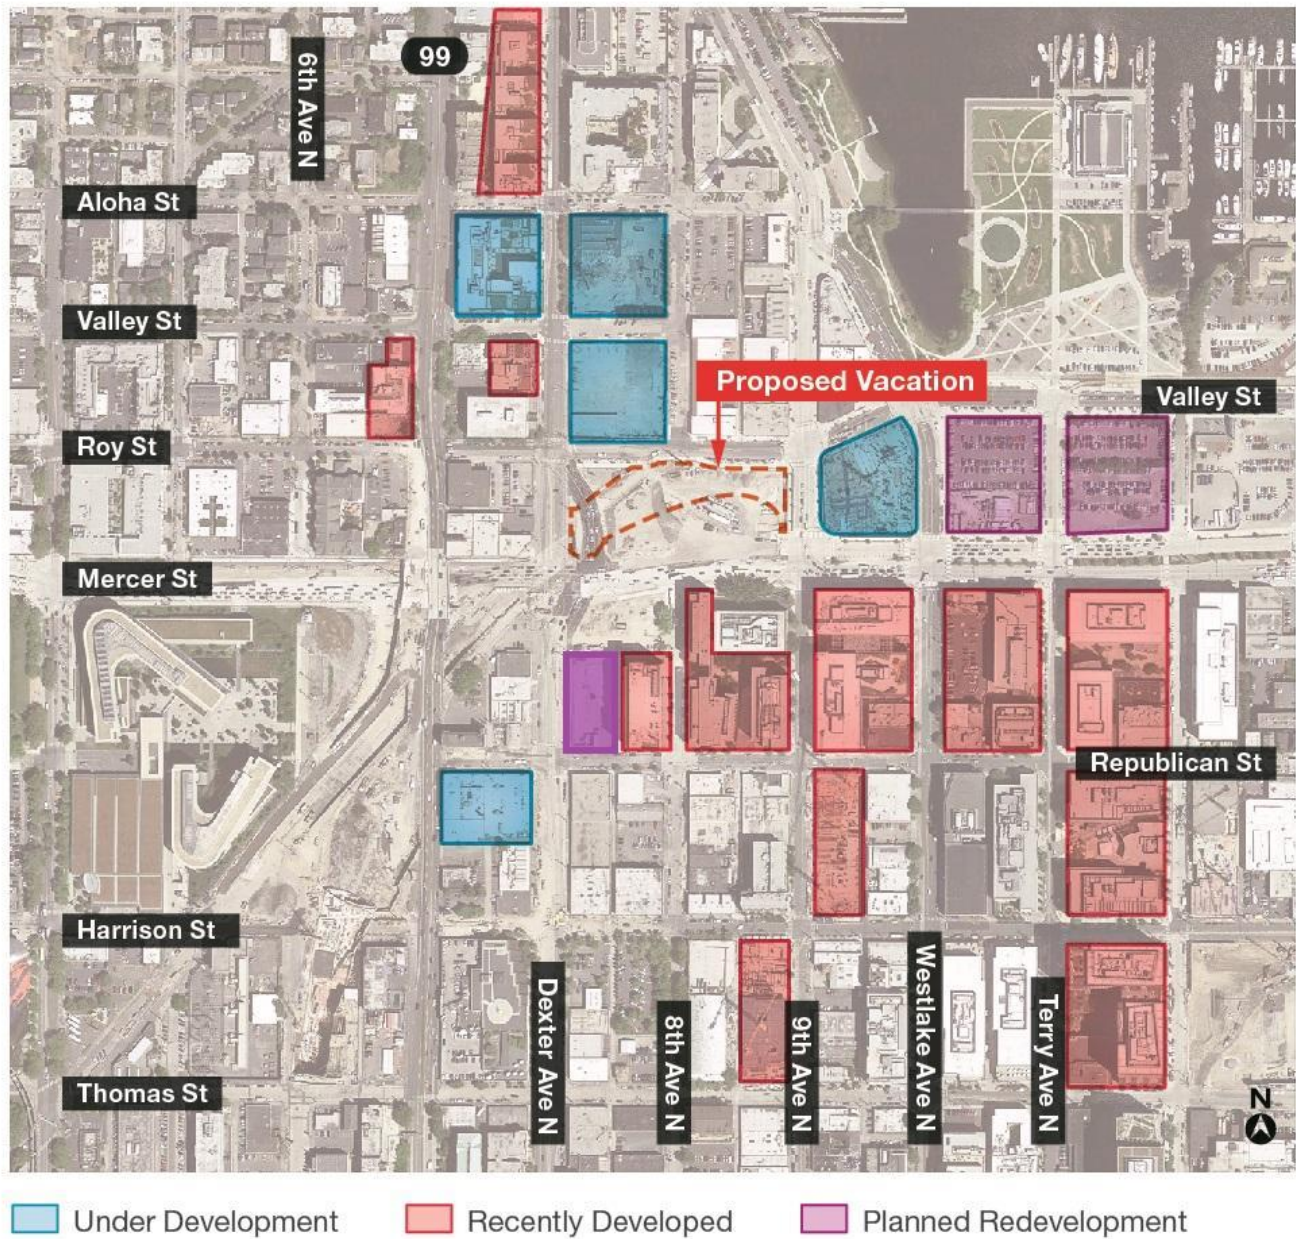 6th Ave N
99
Aloha St
Valley St
Proposed Vacation
Valley St
Roy St
Mercer St
Republican St
Harrison St
Dexter Ave N
8th Ave N
9th Ave N
Westlake Ave N
Terry Ave N
Thomas St
N
Under Development
Recently Developed
Planned Redevelopment